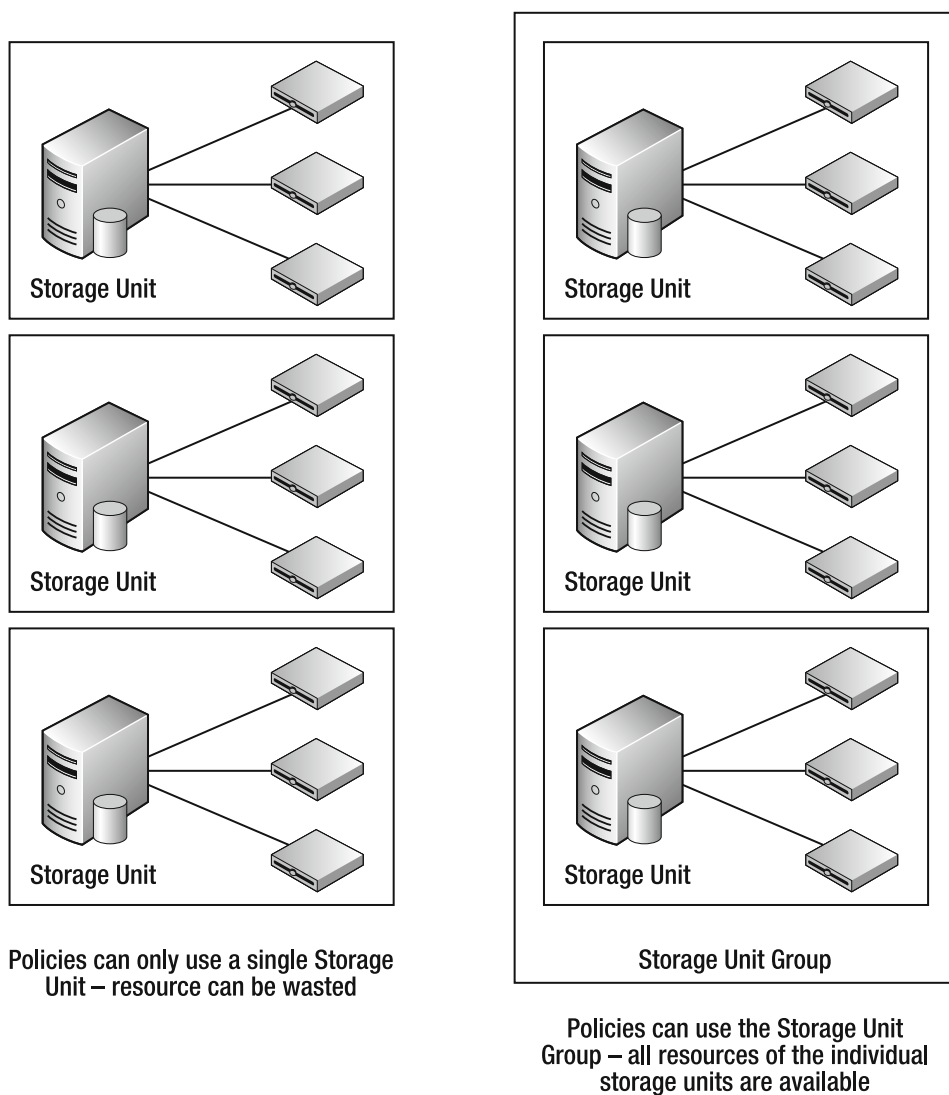 Storage Unit
Storage Unit
Storage Unit
Policies can only use a single Storage
Unit – resource can be wasted
Storage Unit
Storage Unit
Storage Unit
Storage Unit Group
Policies can use the Storage Unit
Group – all resources of the individual
storage units are available